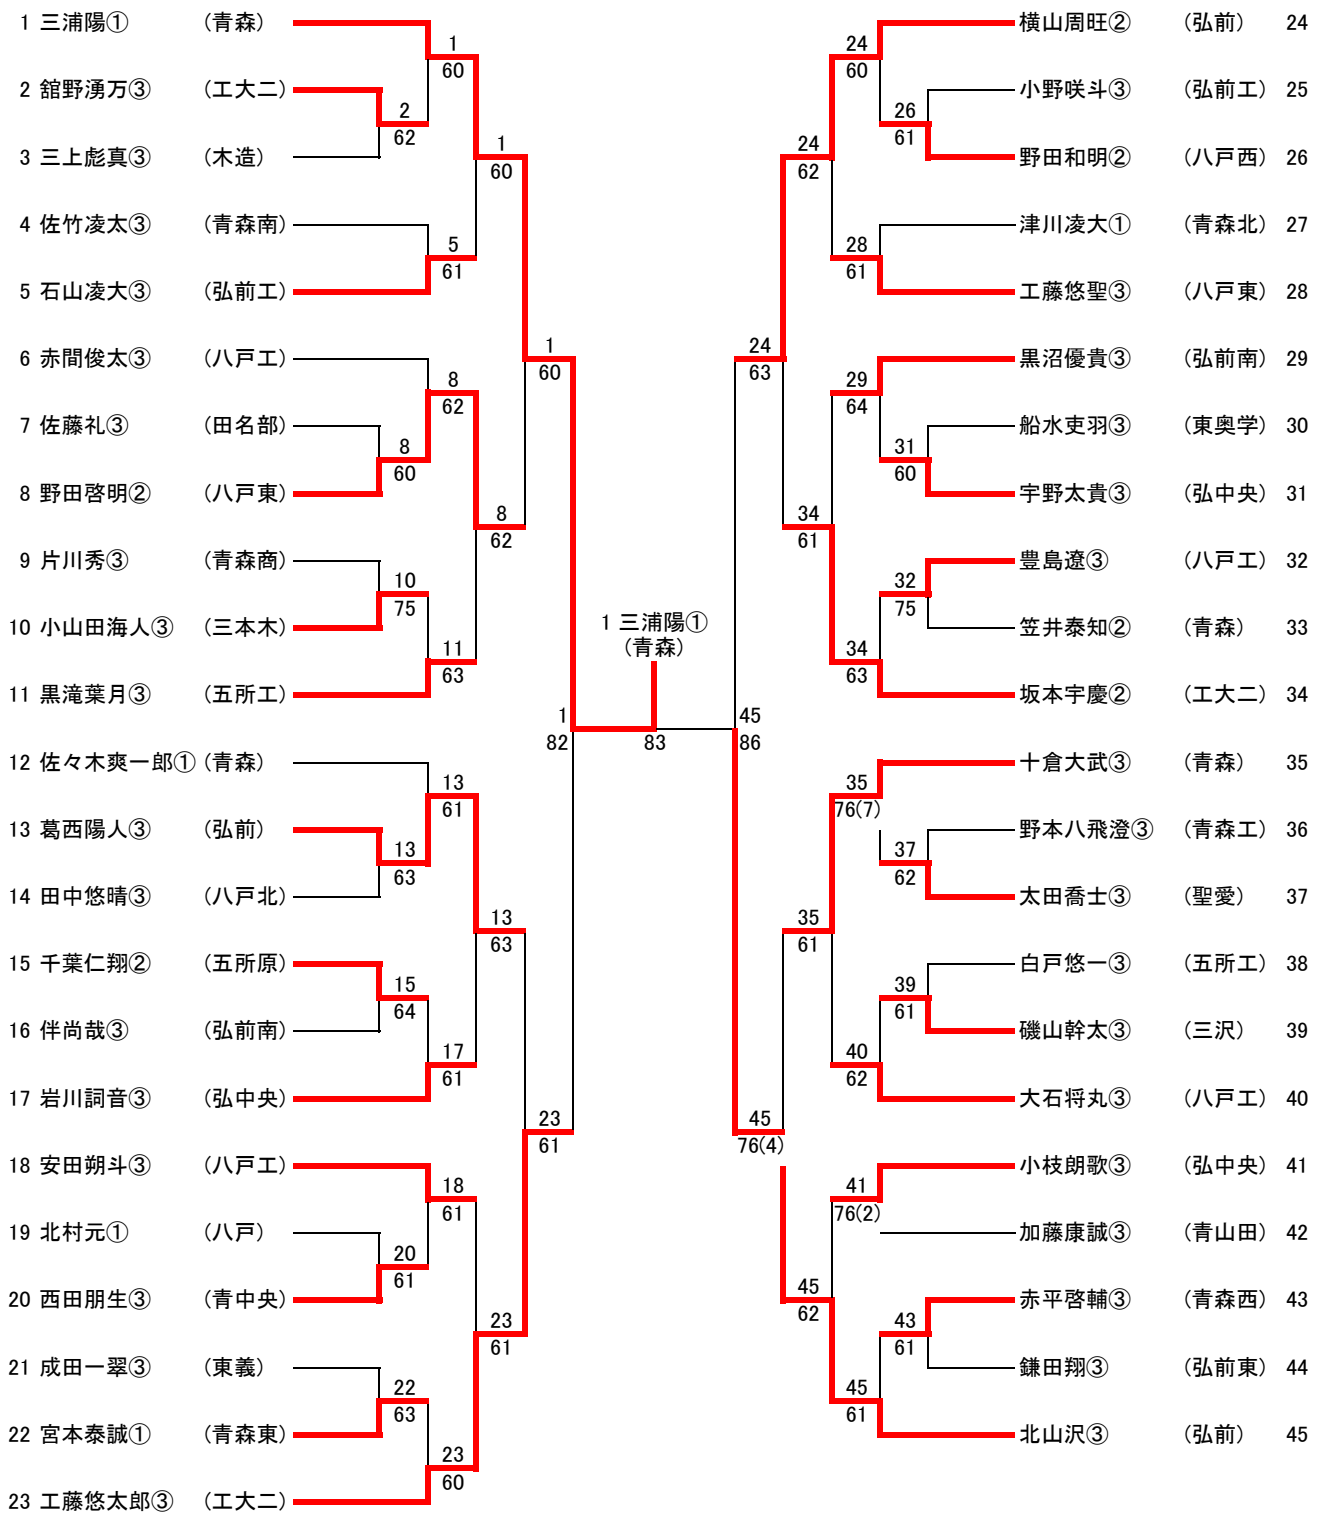 1 三浦陽① (青森)
2 舘野湧万③ (工大二)
3 三上彪真③ (木造)
4 佐竹凌太③ (青森南)
5 石山凌大③ (弘前工)
6 赤間俊太③ (八戸工)
7 佐藤礼③ (田名部)
8 野田啓明② (八戸東)
9 片川秀③ (青森商)
10 小山田海人③ (三本木)
11 黒滝葉月③ (五所工)
12 佐々木爽一郎① (青森)
13 葛西陽人③ (弘前)
14 田中悠晴③ (八戸北)
15 千葉仁翔② (五所原)
16 伴尚哉③ (弘前南)
17 岩川詞音③ (弘中央)
18 安田朔斗③ (八戸工)
19 北村元① (八戸)
20 西田朋生③ (青中央)
21 成田一翠③ (東義)
22 宮本泰誠① (青森東)
23 工藤悠太郎③ (工大二)
2
62
8
60
10
75
13
63
15
64
20
61
22
63
1
60
5
61
8
62
11
63
13
61
17
61
18
61
23
60
1
60
8
62
13
63
23
61
1
60
23
61
1
82
1 三浦陽①
(青森)
83
45
86
24
63
45
76(4)
24
62
34
61
35
61
45
62
24
60
28
61
29
64
34
63
35
76(7)
40
62
41
76(2)
45
61
26
61
31
60
32
75
37
62
39
61
43
61
横山周旺② (弘前) 24
小野咲斗③ (弘前工) 25
野田和明② (八戸西) 26
津川凌大① (青森北) 27
工藤悠聖③ (八戸東) 28
黒沼優貴③ (弘前南) 29
船水吏羽③ (東奥学) 30
宇野太貴③ (弘中央) 31
豊島遼③ (八戸工) 32
笠井泰知② (青森) 33
坂本宇慶② (工大二) 34
十倉大武③ (青森) 35
野本八飛澄③ (青森工) 36
太田喬士③ (聖愛) 37
白戸悠一③ (五所工) 38
磯山幹太③ (三沢) 39
大石将丸③ (八戸工) 40
小枝朗歌③ (弘中央) 41
加藤康誠③ (青山田) 42
赤平啓輔③ (青森西) 43
鎌田翔③ (弘前東) 44
北山沢③ (弘前) 45